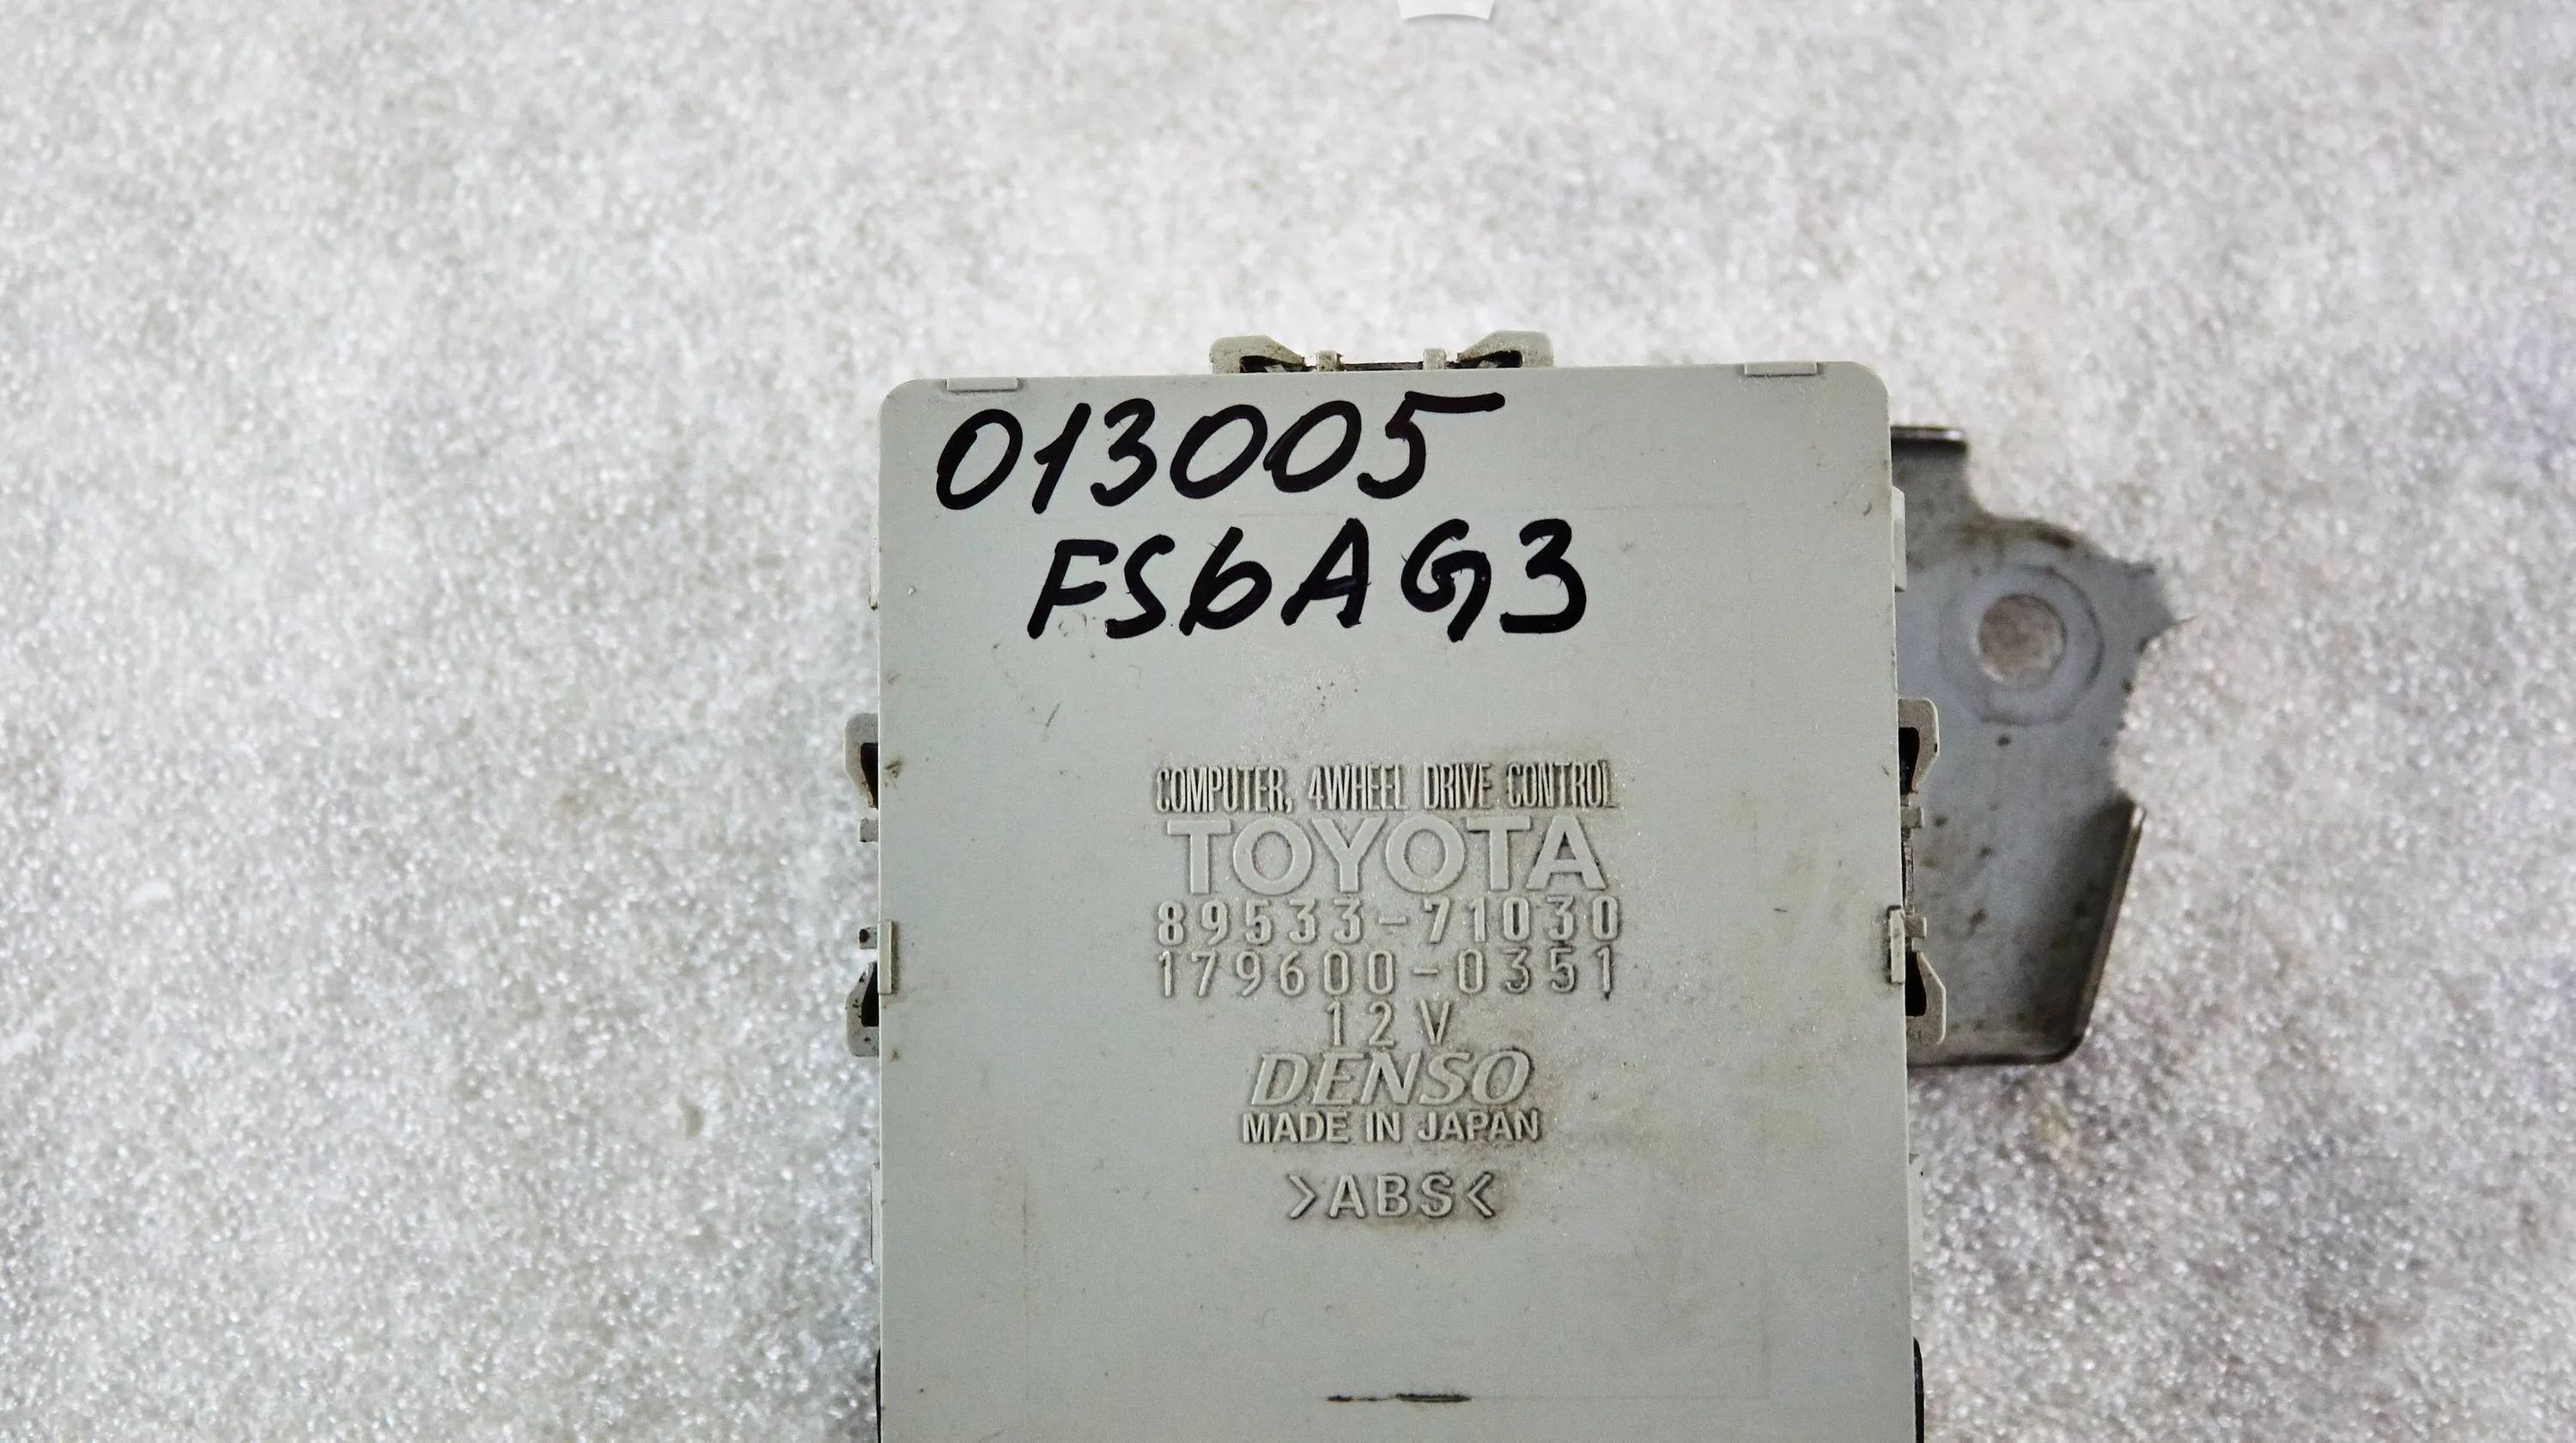 013005
FS6AG3
COMPUTER, 4WHEEL DRIVE CONTROL
TOYOTA
89533-71030
179600-0351
12V
DENSO
MADE IN JAPAN
>ABS<